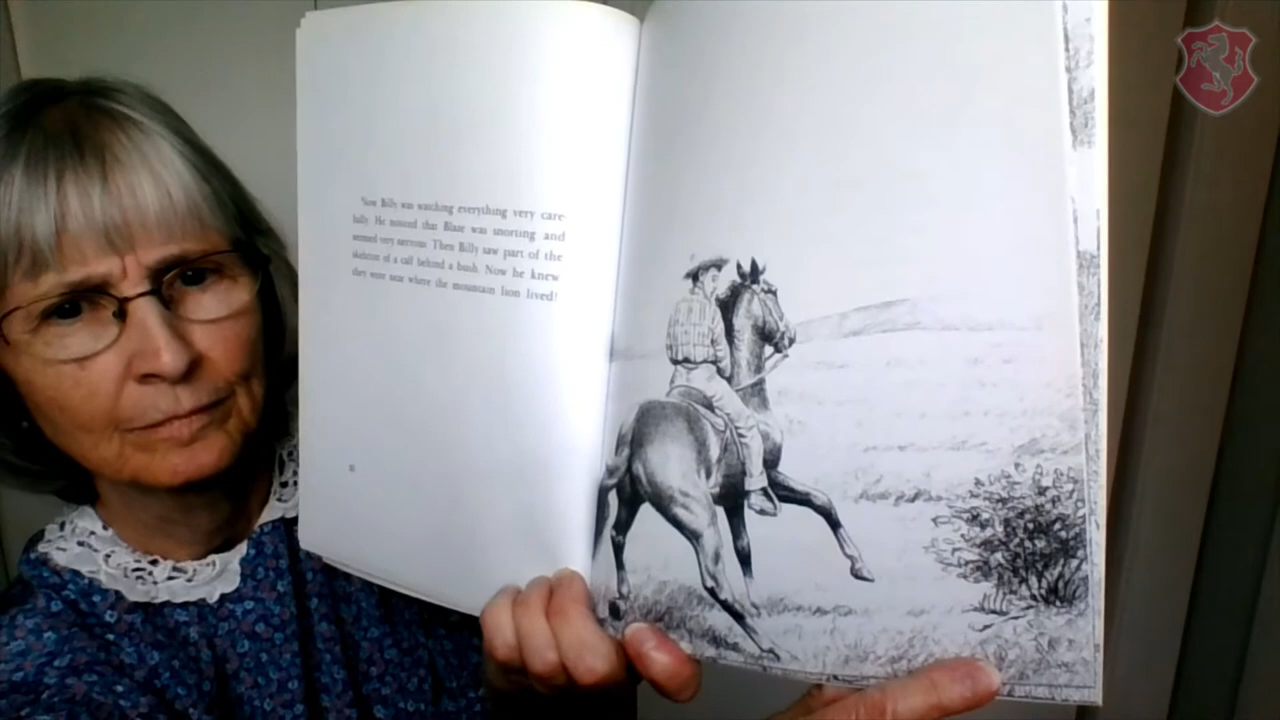 Now Billy was watching everything very care-
fully. He noticed that Blaze was snorting and
seemed very nervous. Then Billy saw part of the
skeleton of a calf behind a bush. Now he knew
they were near where the mountain lion lived!